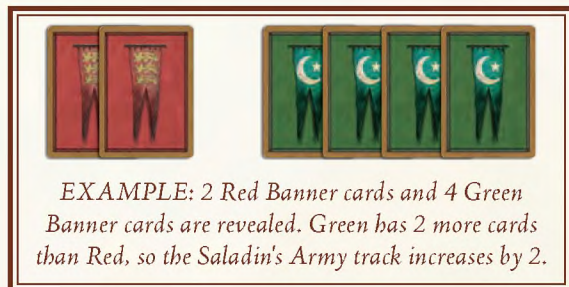 EXAMPLE: 2 Red Banner cards and 4 Green
Banner cards are revealed. Green has 2 more cards
than Red, so the Saladin's Army track increases by 2.